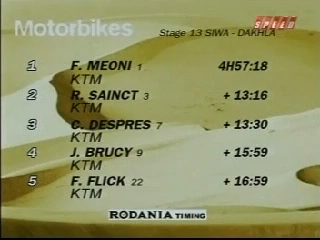 Motorbikes
SPEED
Stage 13 SIWA - DAKHLA
1 F. MEONI 1 4H57:18
KTM
2 R. SAINCT 3 + 13:16
KTM
3 C. DESPRES 7 + 13:30
KTM
4 J. BRUCY 9 + 15:59
KTM
5 F. FLICK 22 + 16:59
KTM
RODANIA TIMING